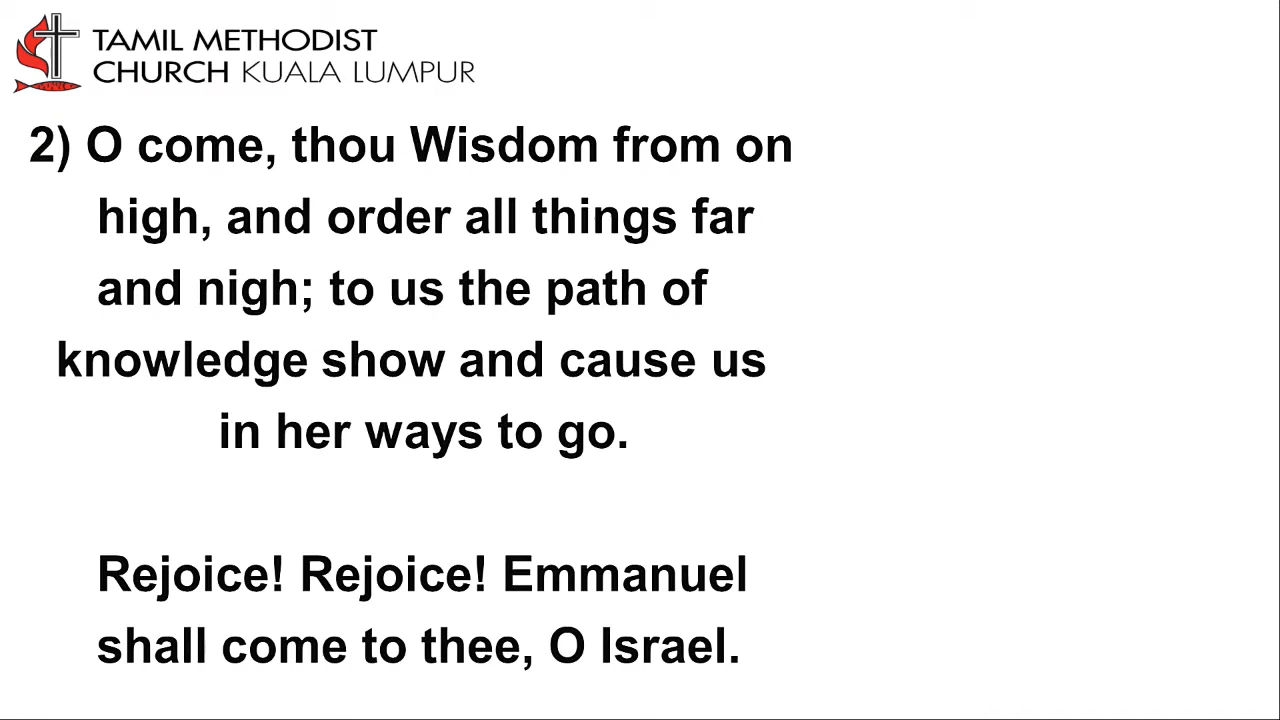 TAMIL METHODIST
CHURCH KUALA LUMPUR
2) O come, thou Wisdom from on
high, and order all things far
and nigh; to us the path of
knowledge show and cause us
in her ways to go.
Rejoice! Rejoice! Emmanuel
shall come to thee, O Israel.